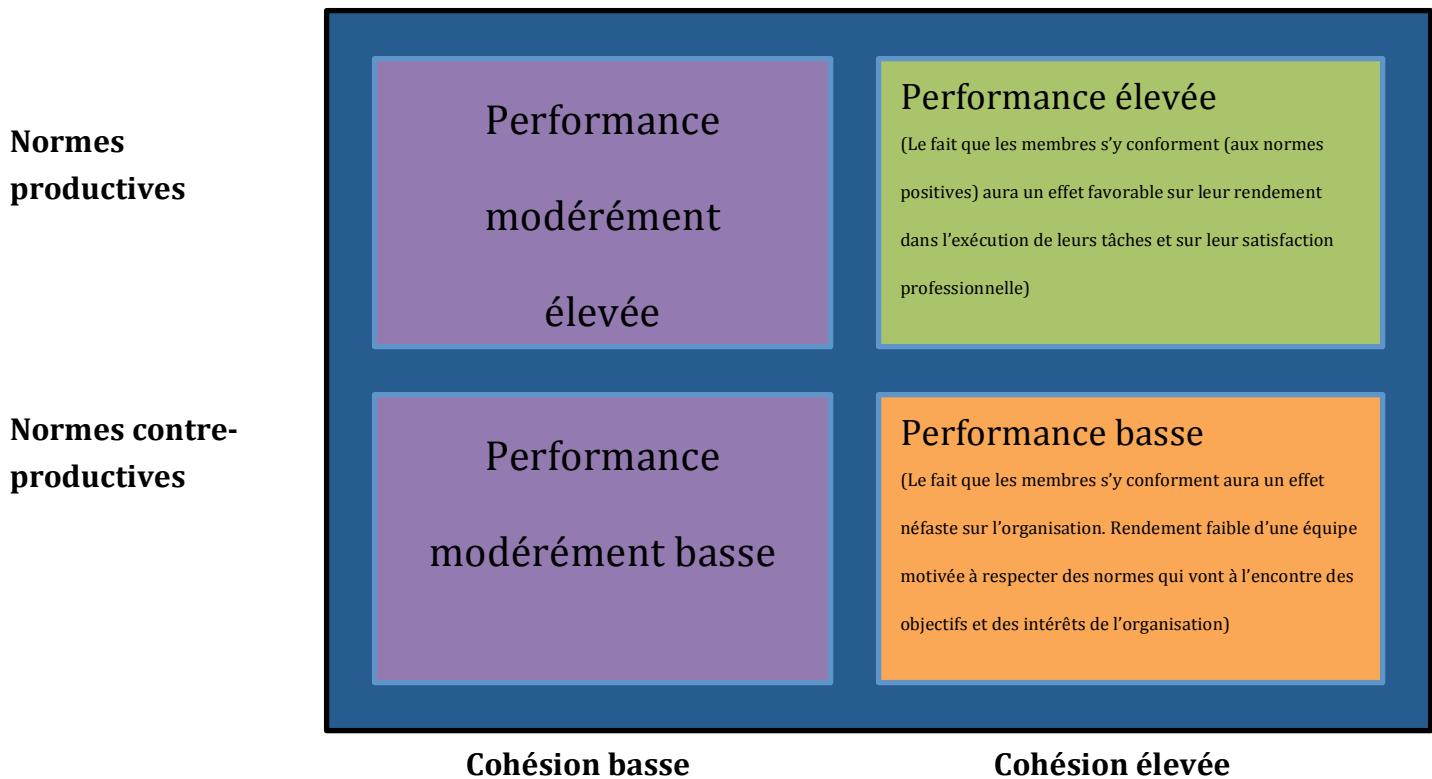 Normes
productives
Performance
modérément
élevée
Performance élevée
(Le fait que les membres s’y conforment (aux normes
positives) aura un effet favorable sur leur rendement
dans l’exécution de leurs tâches et sur leur satisfaction
professionnelle)
Normes contre-
productives
Performance
modérément basse
Performance basse
(Le fait que les membres s’y conforment aura un effet
néfaste sur l’organisation. Rendement faible d’une équipe
motivée à respecter des normes qui vont à l’encontre des
objectifs et des intérêts de l’organisation)
Cohésion basse
Cohésion élevée